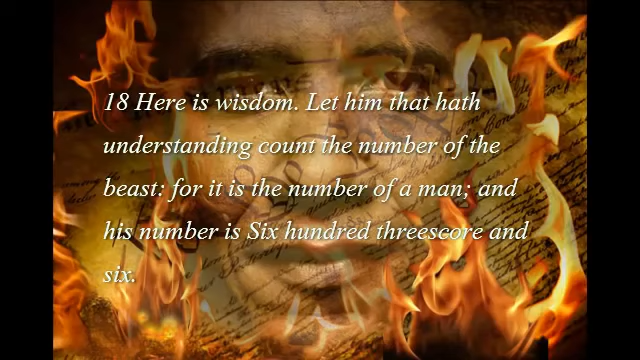 18 Here is wisdom. Let him that hath
understanding count the number of the
beast: for it is the number of a man; and
his number is Six hundred threescore and
six.